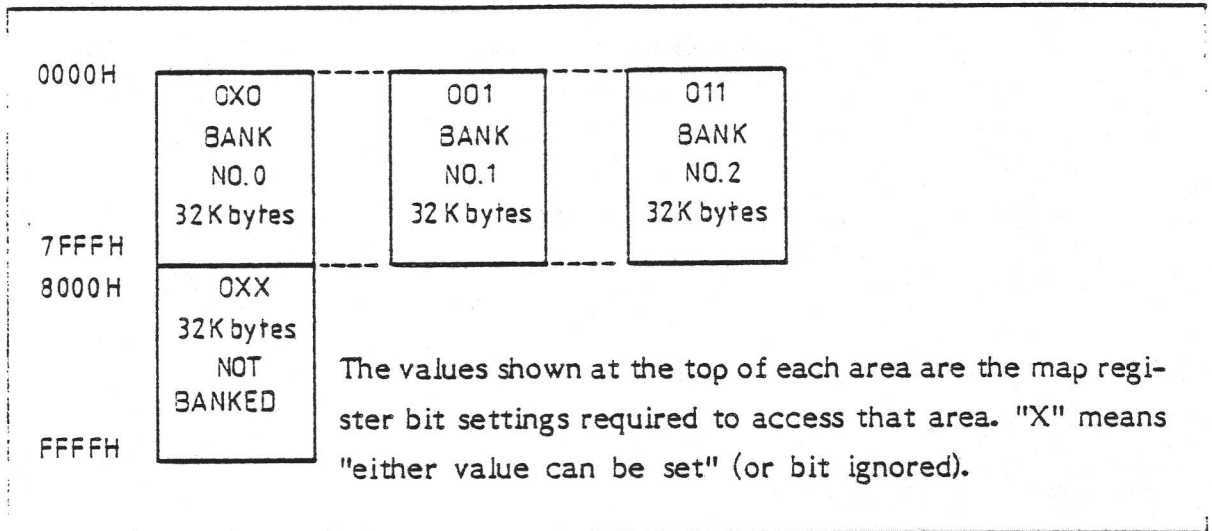 0000H
0X0
BANK
NO.0
32K bytes
001
BANK
NO.1
32K bytes
011
BANK
NO.2
32K bytes
7FFFH
8000H
0XX
32K bytes
NOT
BANKED
FFFFH
The values shown at the top of each area are the map regi-
ster bit settings required to access that area. "X" means
"either value can be set" (or bit ignored).